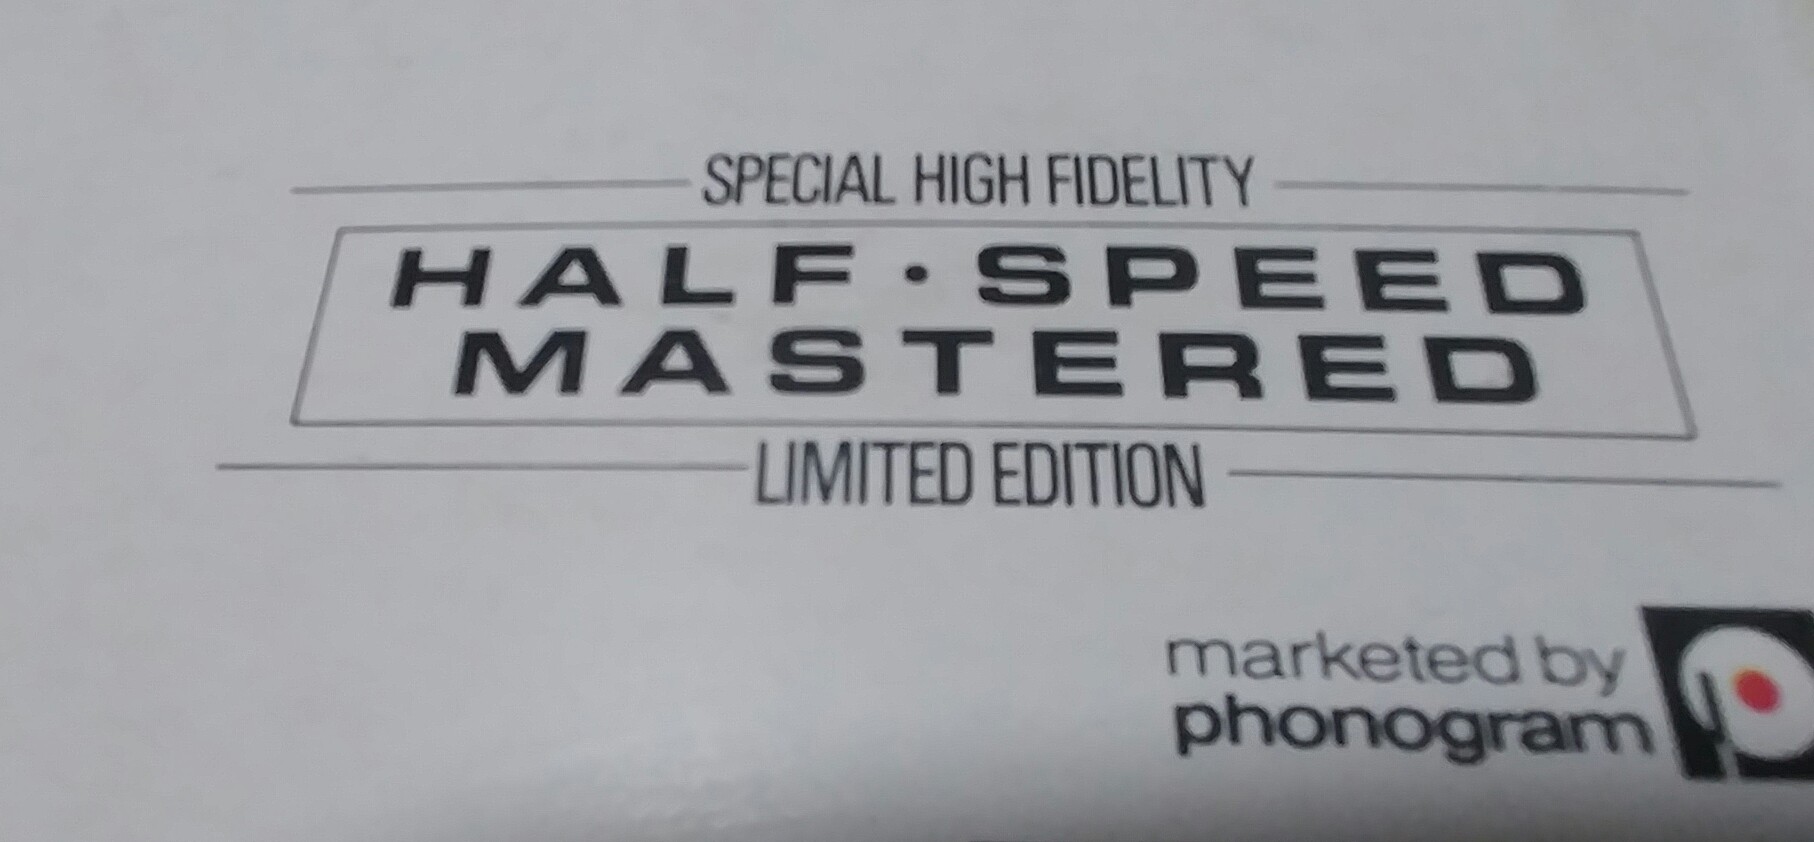 SPECIAL HIGH FIDELITY
HALF·SPEED
MASTERED
LIMITED EDITION
marketed by
phonogram